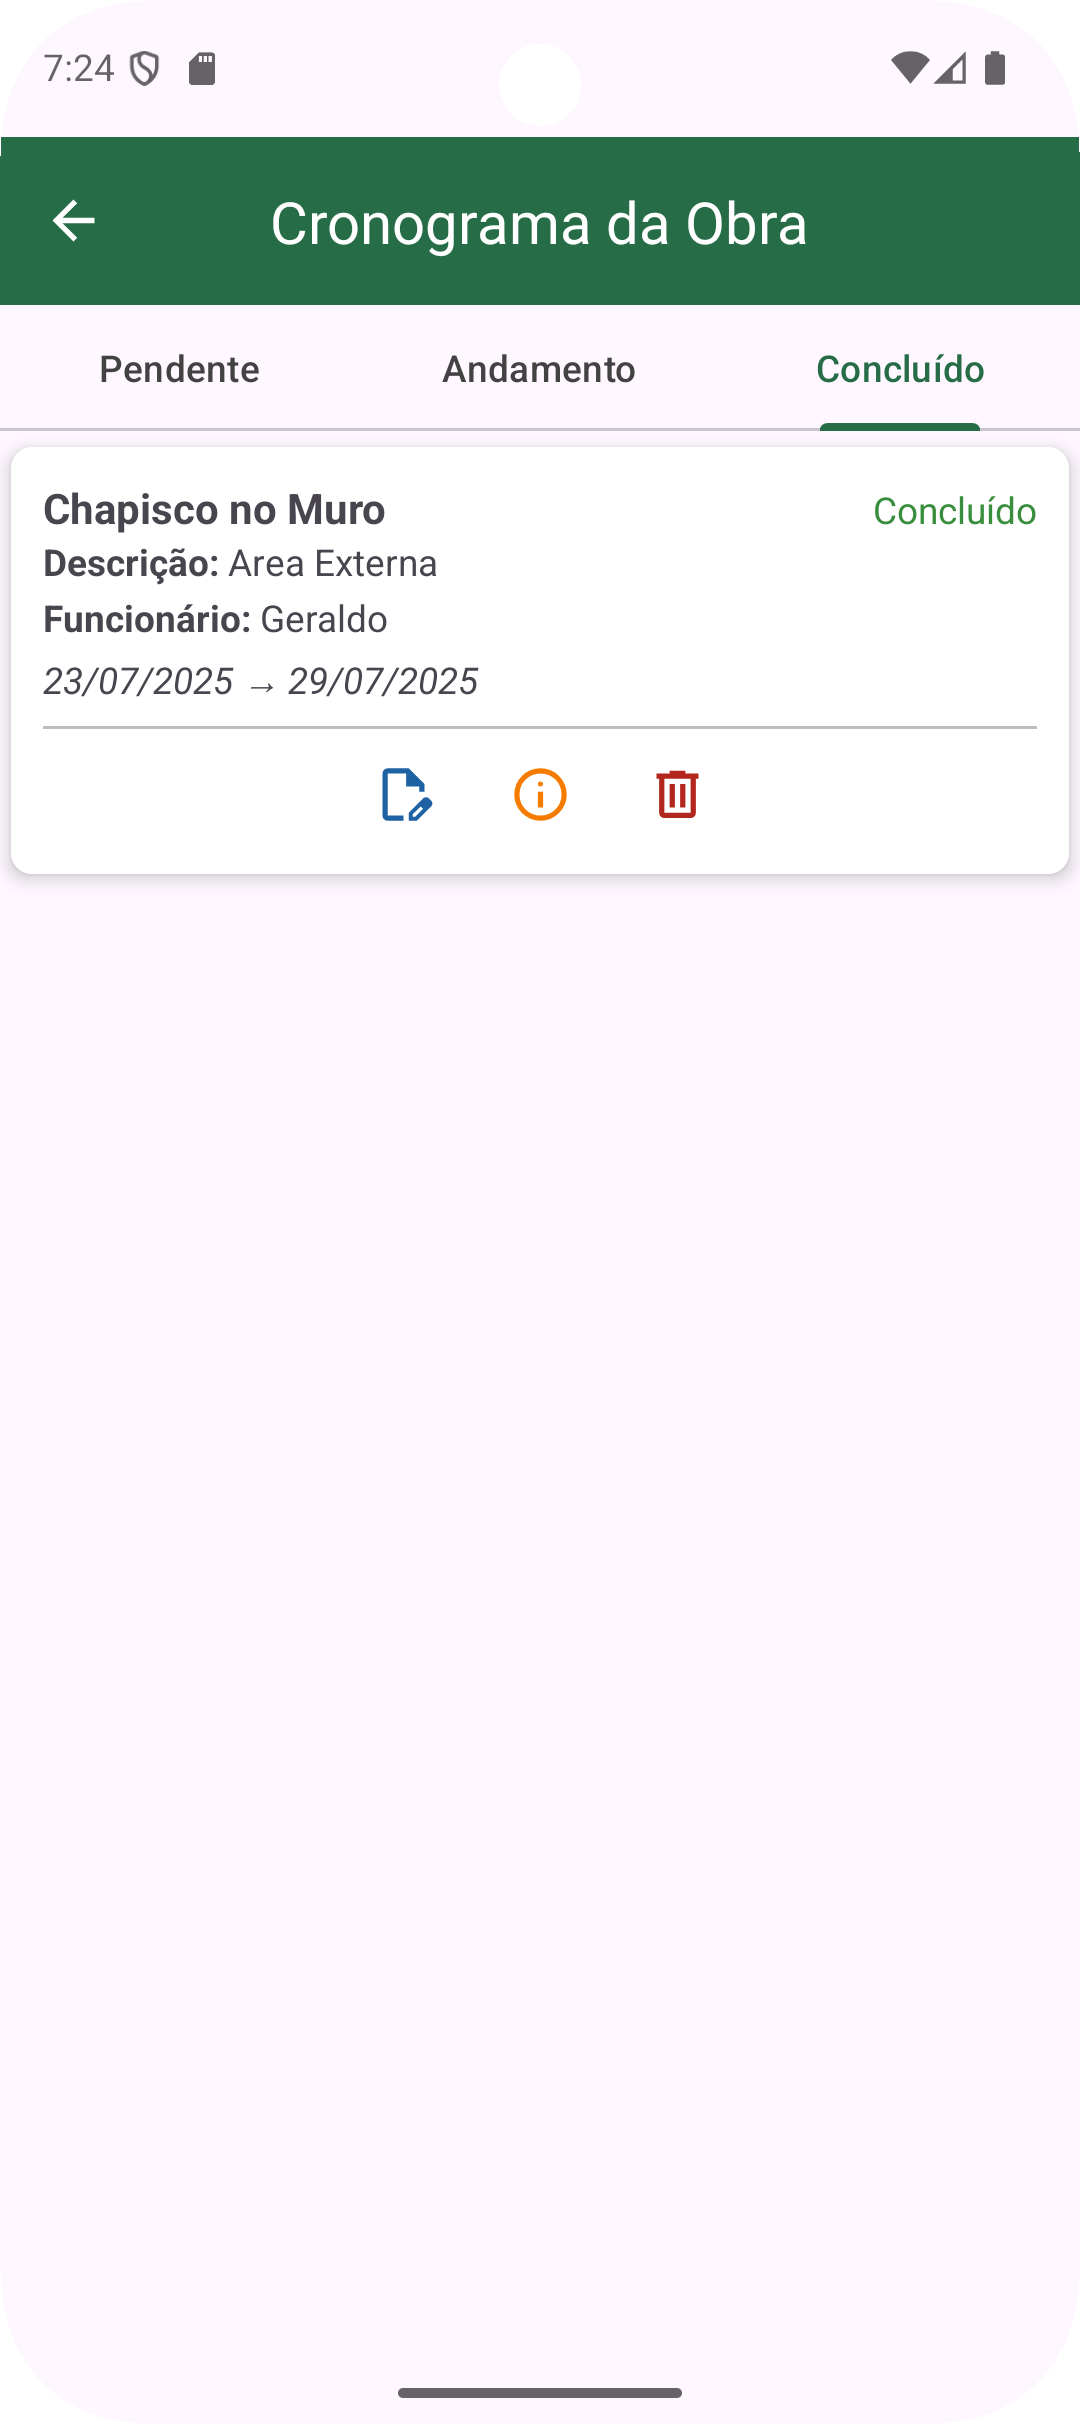 7:24
Cronograma da Obra
Pendente Andamento Concluído
Chapisco no Muro Concluído
Descrição: Area Externa
Funcionário: Geraldo
23/07/2025 → 29/07/2025